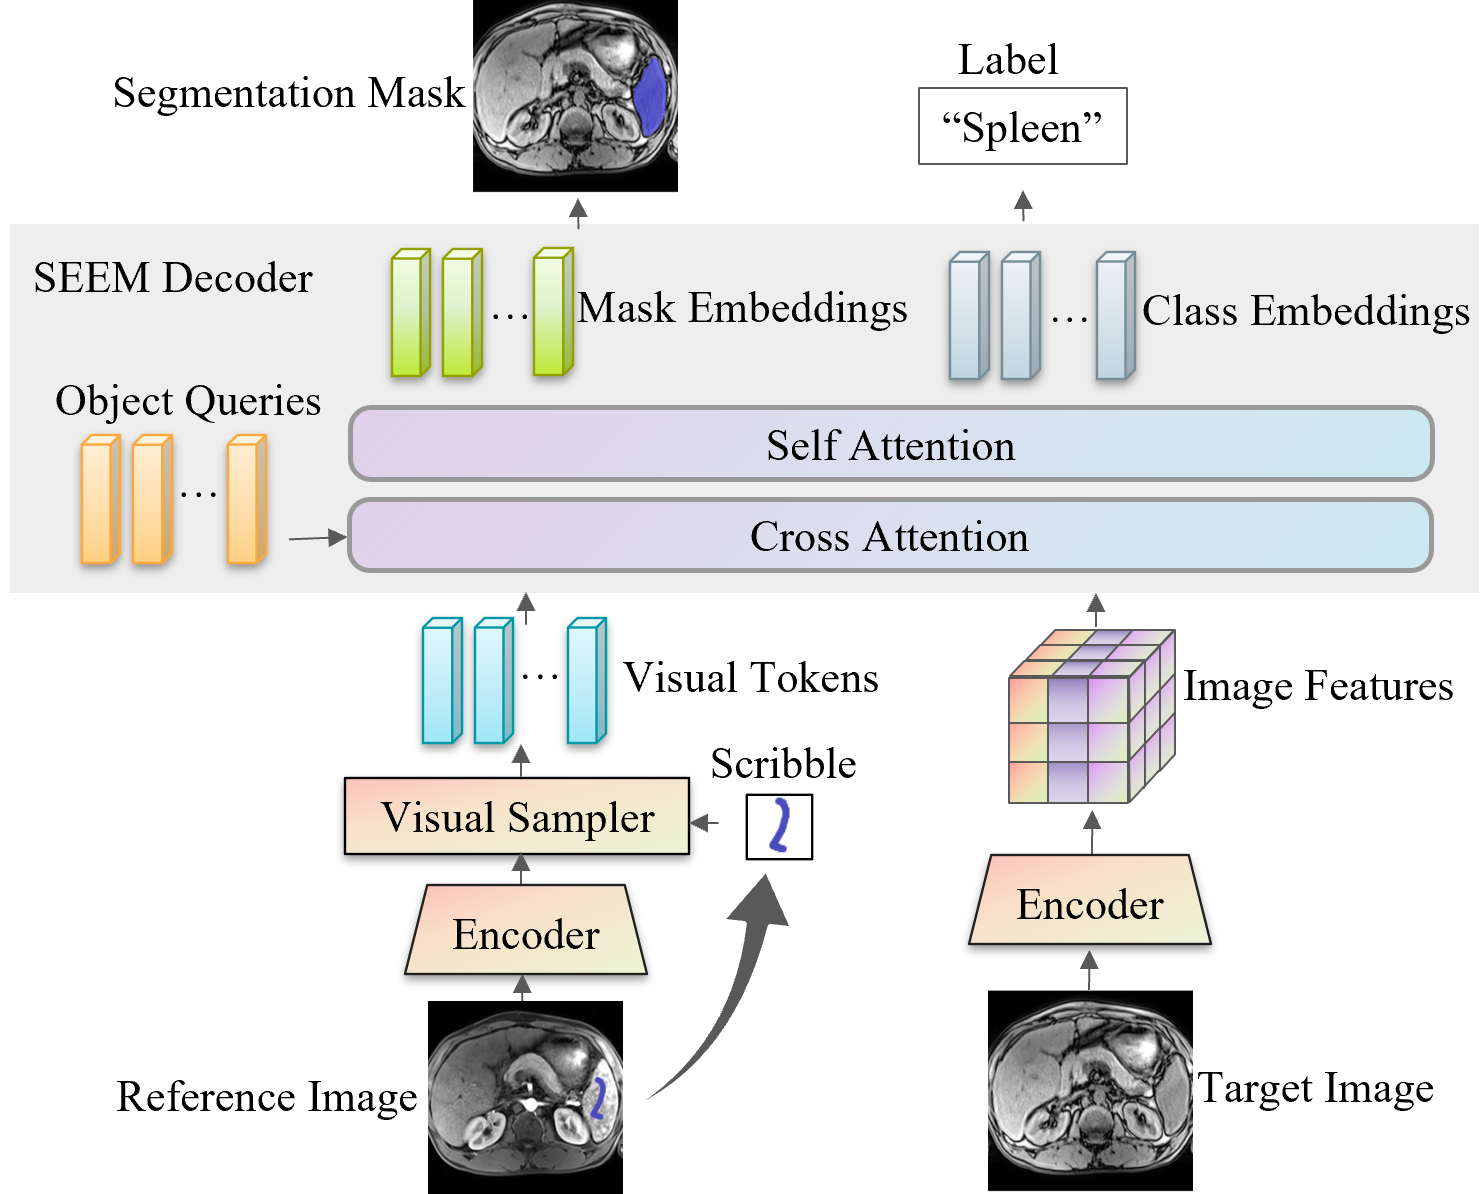 Segmentation Mask
Label
“Spleen”
SEEM Decoder
... Mask Embeddings
... Class Embeddings
Object Queries
...
Self Attention
Cross Attention
... Visual Tokens
Image Features
Scribble
Visual Sampler
Encoder
Encoder
Reference Image
Target Image